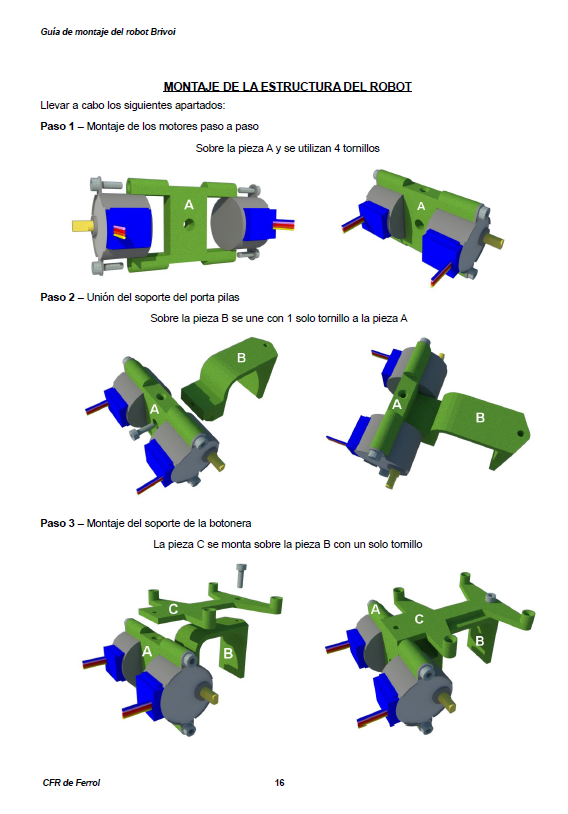 Guía de montaje del robot Brivoi
MONTAJE DE LA ESTRUCTURA DEL ROBOT
Llevar a cabo los siguientes apartados:
Paso 1 – Montaje de los motores paso a paso
Sobre la pieza A y se utilizan 4 tornillos
A
A
Paso 2 – Unión del soporte del porta pilas
Sobre la pieza B se une con 1 solo tornillo a la pieza A
B
A
A
B
Paso 3 – Montaje del soporte de la botonera
La pieza C se monta sobre la pieza B con un solo tornillo
C
A
B
A
C
B
CFR de Ferrol
16